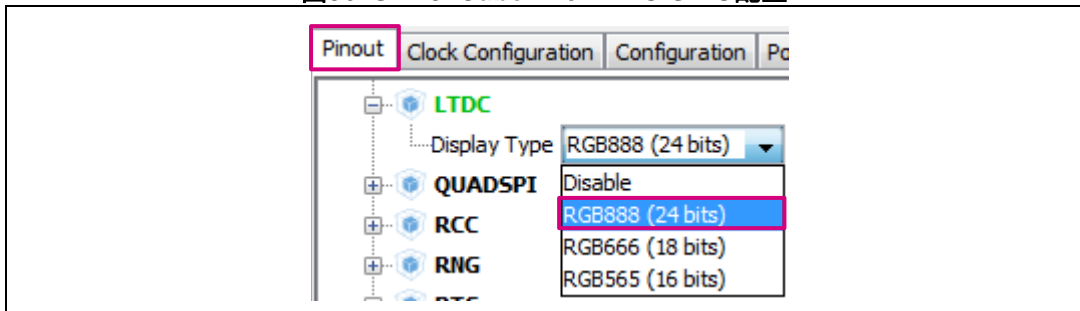 Pinout Clock Configuration Configuration Po
LTDC
Display Type RGB888 (24 bits)
QUADSPI Disable
RCC RGB888 (24 bits)
RNG RGB666 (18 bits)
RGB565 (16 bits)